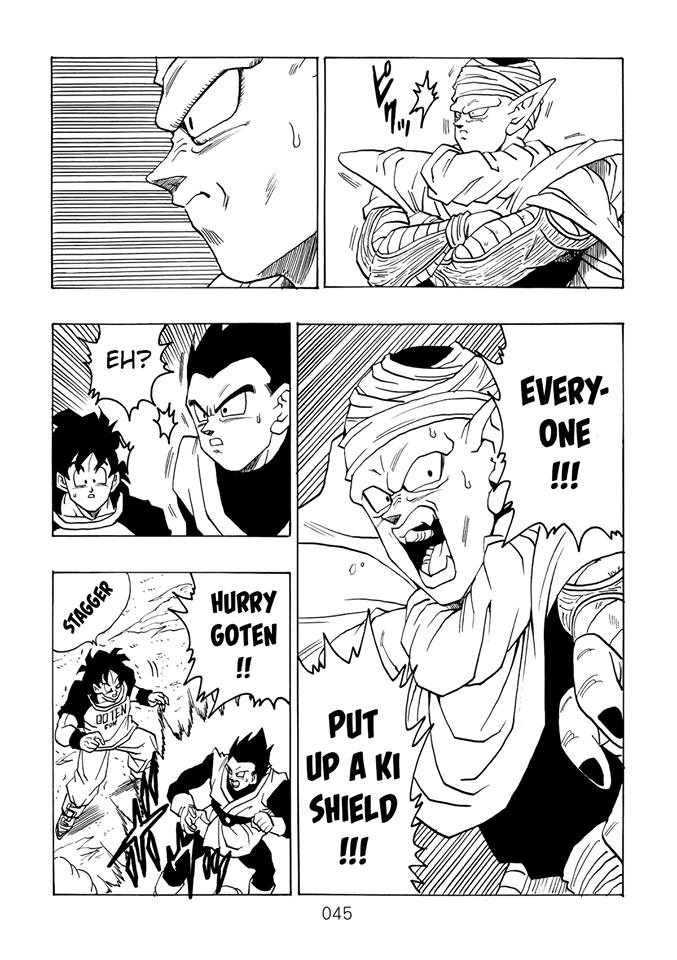 ピクッ
EH?
EVERY-
ONE
!!!
PUT
UP A KI
SHIELD
!!!
STAGGER
HURRY
GOTEN
!!
GOTEN
045